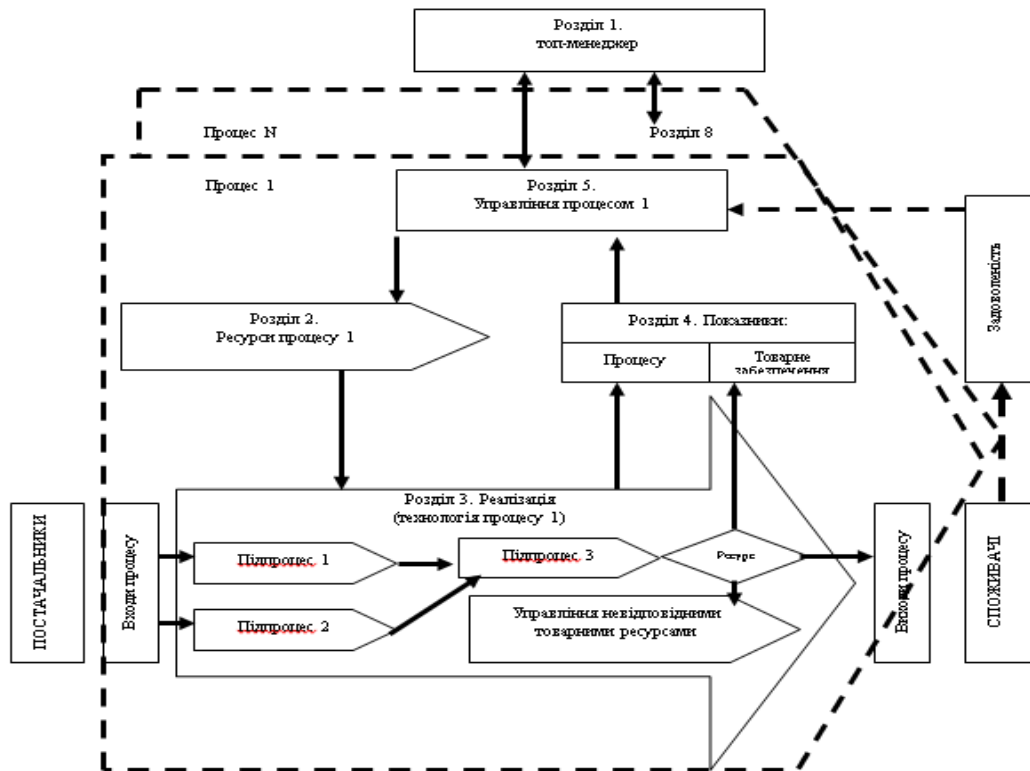 Розділ 1.
топ-менеджер
Процес N
Розділ 8
Процес 1
Розділ 5.
Управління процесом 1
Задоволеність
Розділ 2.
Ресурси процесу 1
Розділ 4. Показники:
Процесу
Товарне
забезпечення
Розділ 3. Реалізація
(технологія процесу 1)
ПОСТАЧАЛЬНИКИ
Входи процесу
Підпроцес 1
Підпроцес 2
Підпроцес 3
Управління невідповідними
товарними ресурсами
Виходи процесу
СПОЖИВАЧІ